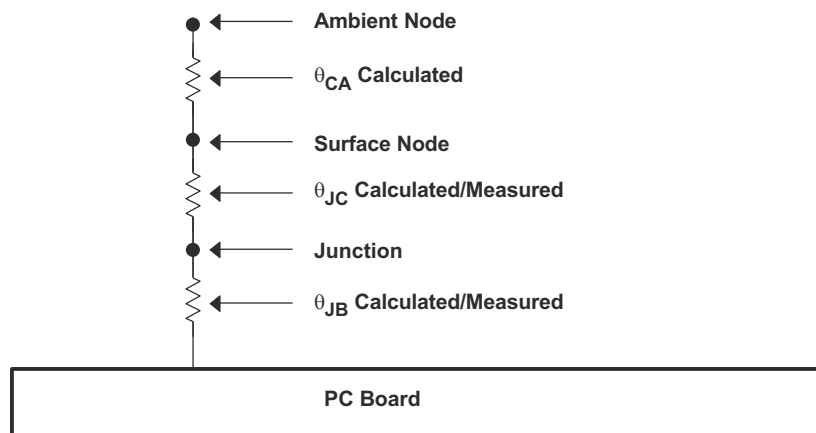 Ambient Node
θCA Calculated
Surface Node
θJC Calculated/Measured
Junction
θJB Calculated/Measured
PC Board